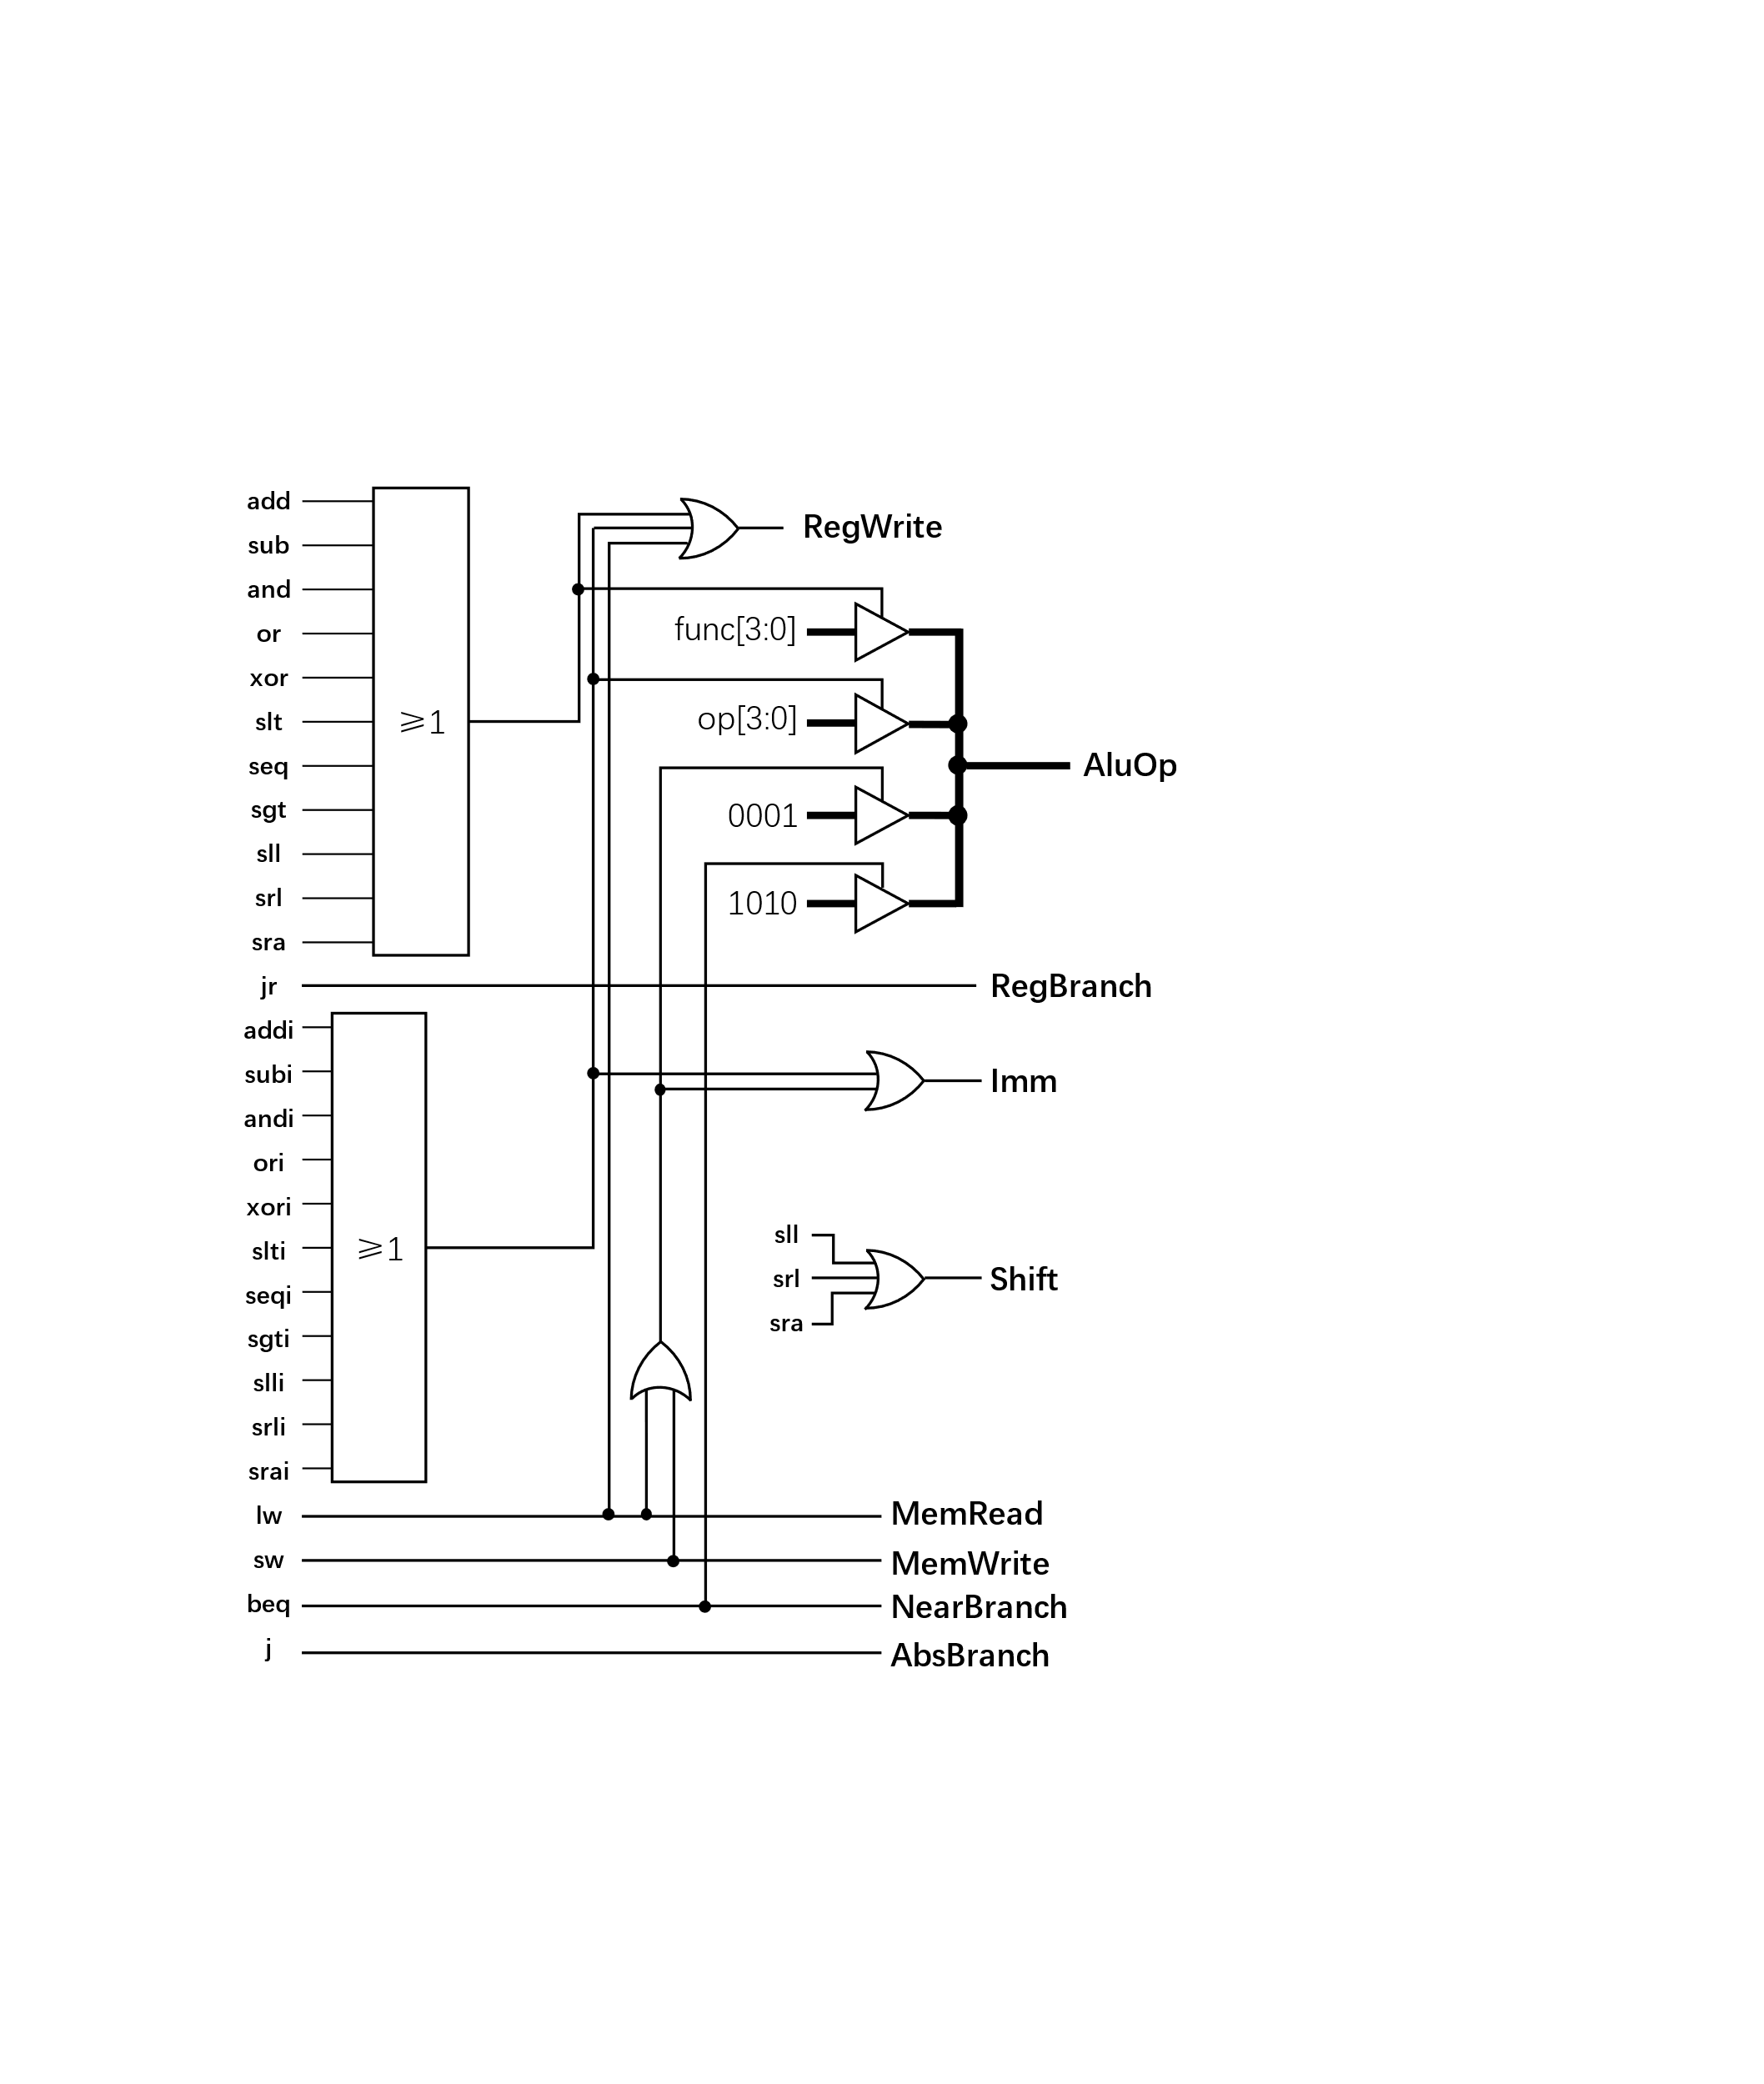 add
sub
and
or
xor
slt
seq
sgt
sll
srl
sra
jr
addi
subi
andi
ori
xori
slti
seqi
sgti
slli
srli
srai
lw
sw
beq
j
≥1
≥1
RegWrite
func[3:0]
op[3:0]
0001
1010
AluOp
RegBranch
Imm
sll
srl
sra
Shift
MemRead
MemWrite
NearBranch
AbsBranch